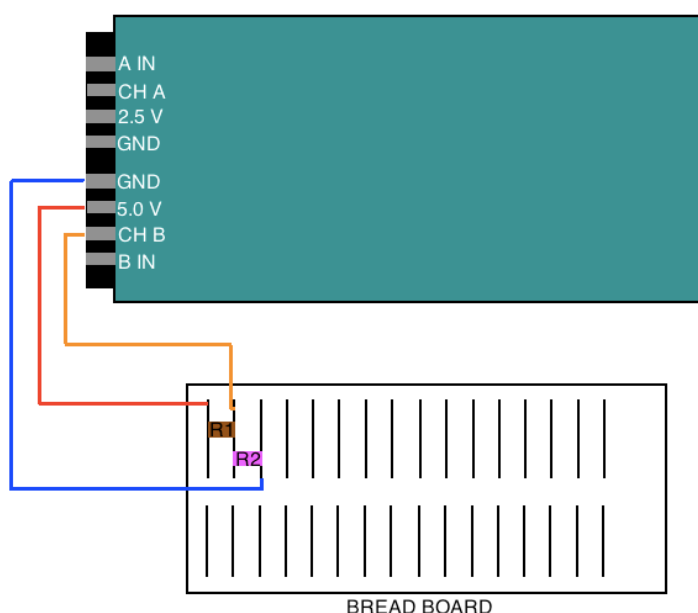 A IN
CH A
2.5 V
GND
GND
5.0 V
CH B
B IN
R1
R2
BREAD BOARD